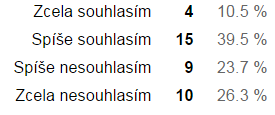 Zcela souhlasím 4 10.5 %
Spíše souhlasím 15 39.5 %
Spíše nesouhlasím 9 23.7 %
Zcela nesouhlasím 10 26.3 %